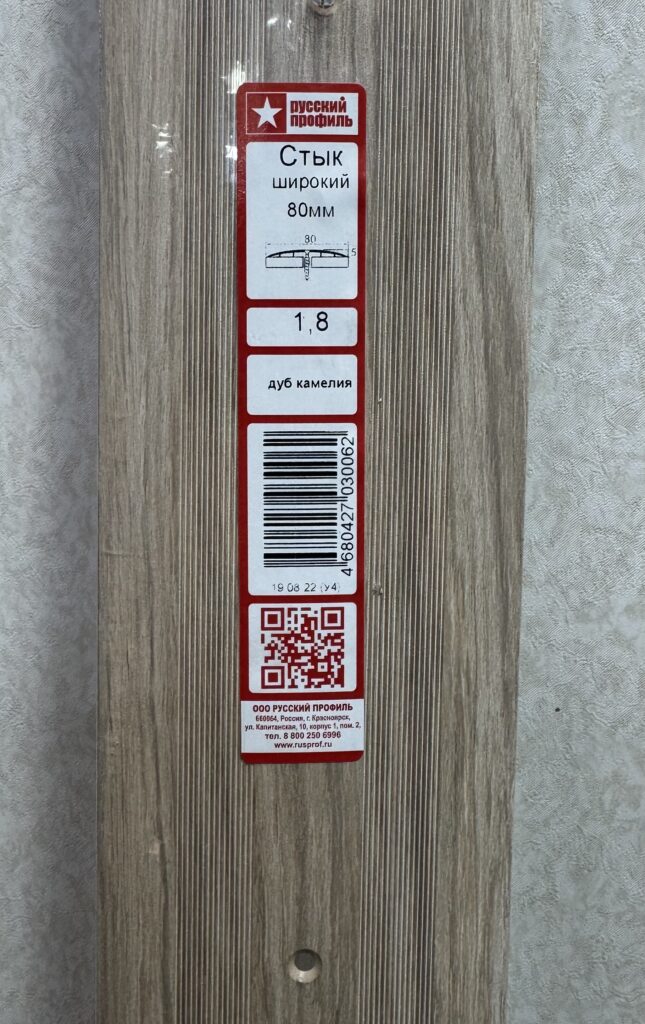 русский
профиль
Стык
широкий
80мм
80
5
1,8
дуб камелия
4 680427 030062
19 08 22 (У4)
ООО РУССКИЙ ПРОФИЛЬ
660064, Россия, г. Красноярск,
ул. Капитанская, 10, корпус 1, пом. 2,
тел. 8 800 250 6996
www.rusprof.ru